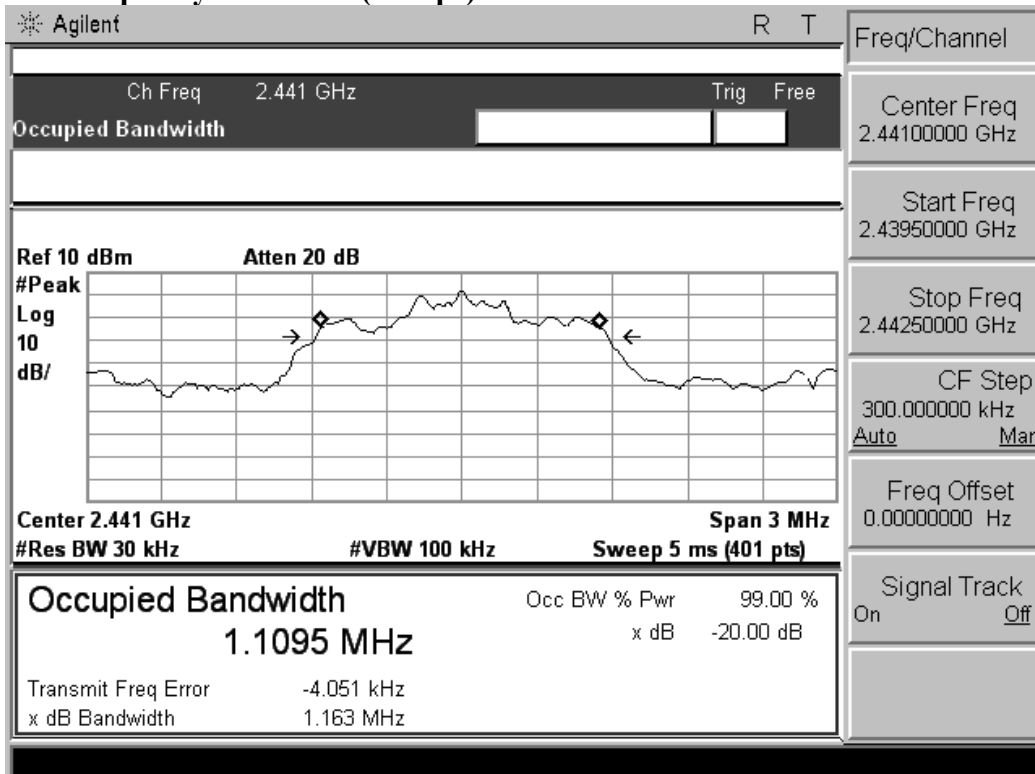 Agilent R T
Freq/Channel
Ch Freq 2.441 GHz Trig Free
Occupied Bandwidth
Center Freq
2.44100000 GHz
Start Freq
2.43950000 GHz
Stop Freq
2.44250000 GHz
CF Step
300.000000 kHz
Auto Man
Freq Offset
0.00000000 Hz
Signal Track
On Off
Ref 10 dBm Atten 20 dB
#Peak
Log
10
dB/
Center 2.441 GHz Span 3 MHz
#Res BW 30 kHz #VBW 100 kHz Sweep 5 ms (401 pts)
Occupied Bandwidth Occ BW % Pwr 99.00 %
1.1095 MHz x dB -20.00 dB
Transmit Freq Error -4.051 kHz
x dB Bandwidth 1.163 MHz